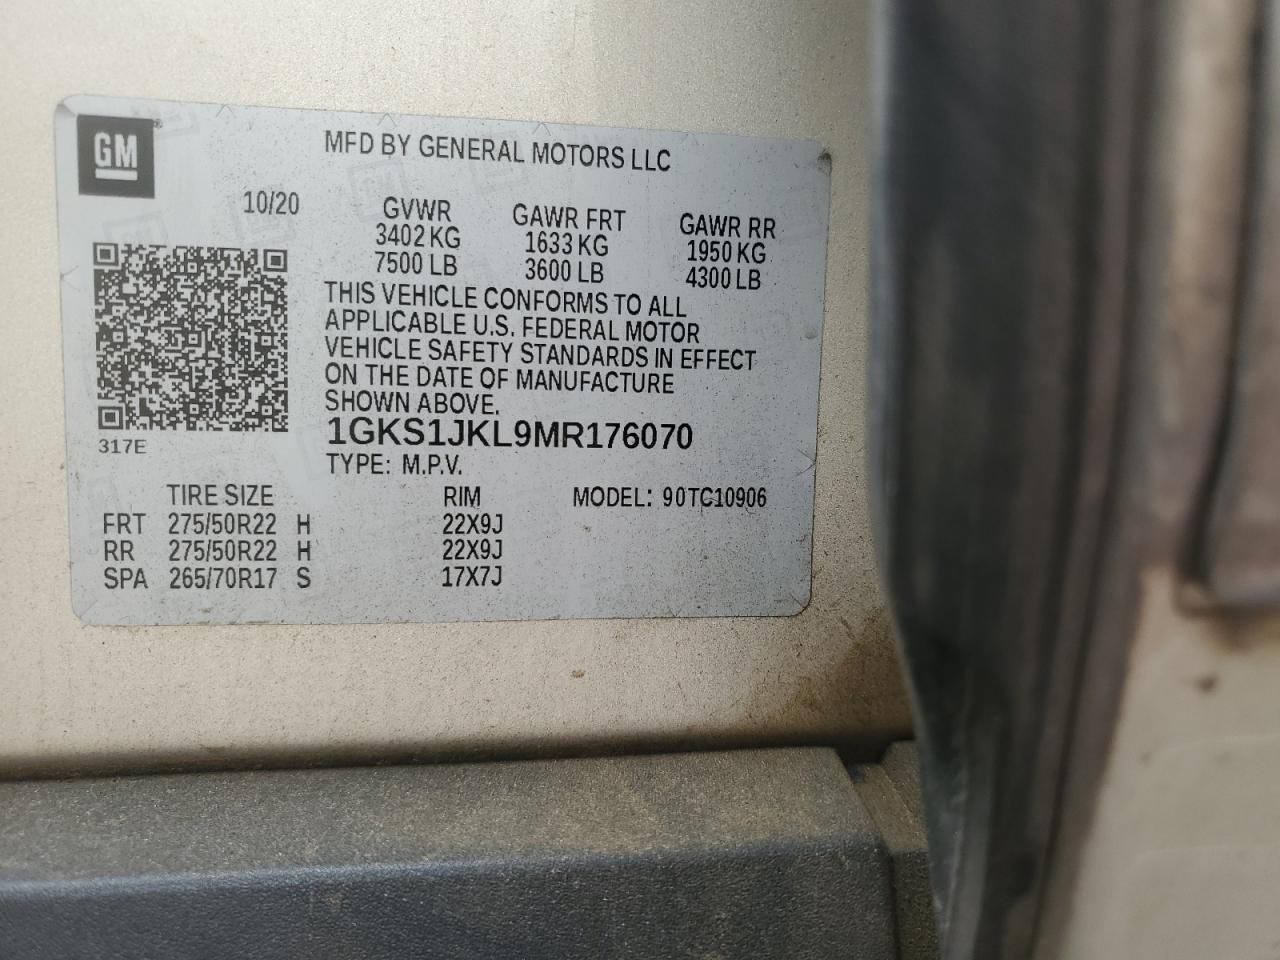 GM
MFD BY GENERAL MOTORS LLC
10/20
GVWR GAWR FRT GAWR RR
3402 KG 1633 KG 1950 KG
7500 LB 3600 LB 4300 LB
THIS VEHICLE CONFORMS TO ALL
APPLICABLE U.S. FEDERAL MOTOR
VEHICLE SAFETY STANDARDS IN EFFECT
ON THE DATE OF MANUFACTURE
SHOWN ABOVE.
1GKS1JKL9MR176070
317E
TYPE: M.P.V.
TIRE SIZE RIM MODEL: 90TC10906
FRT 275/50R22 H 22X9J
RR 275/50R22 H 22X9J
SPA 265/70R17 S 17X7J